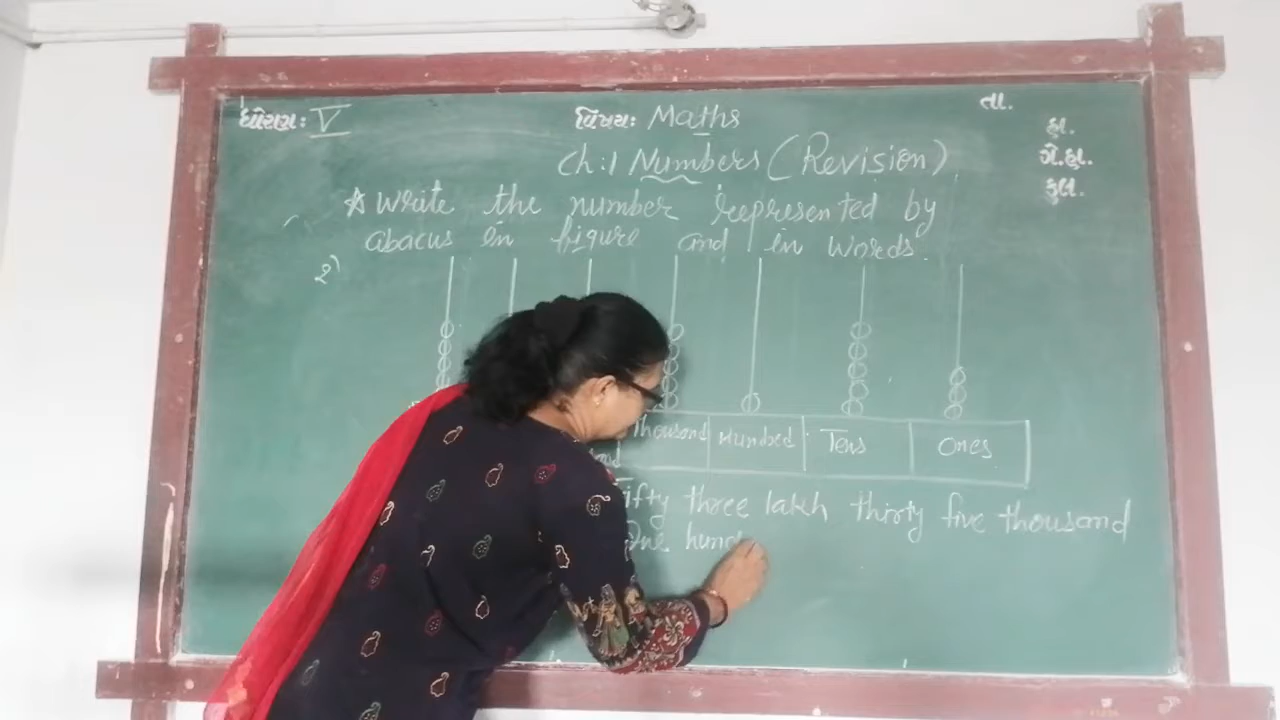 ધોરણ: V
વિષય: Maths
તા.
હા.
ગે.હા.
કુલ.
Ch:1 Numbers (Revision)
☆ Write the number represented by
abacus in figure and in words.
2)
Thousand Hundred Tens Ones
fifty three lakh thirty five thousand
One hund